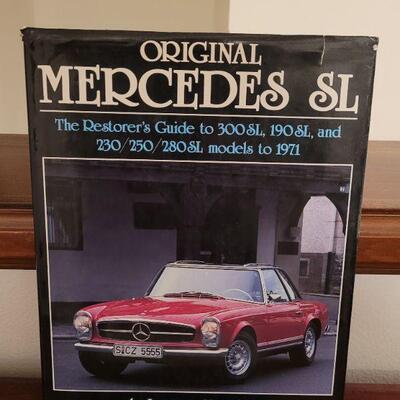 ORIGINAL
MERCEDES SL
The Restorer's Guide to 300SL, 190SL, and
230/250/280SL models to 1971
S·CZ 5555